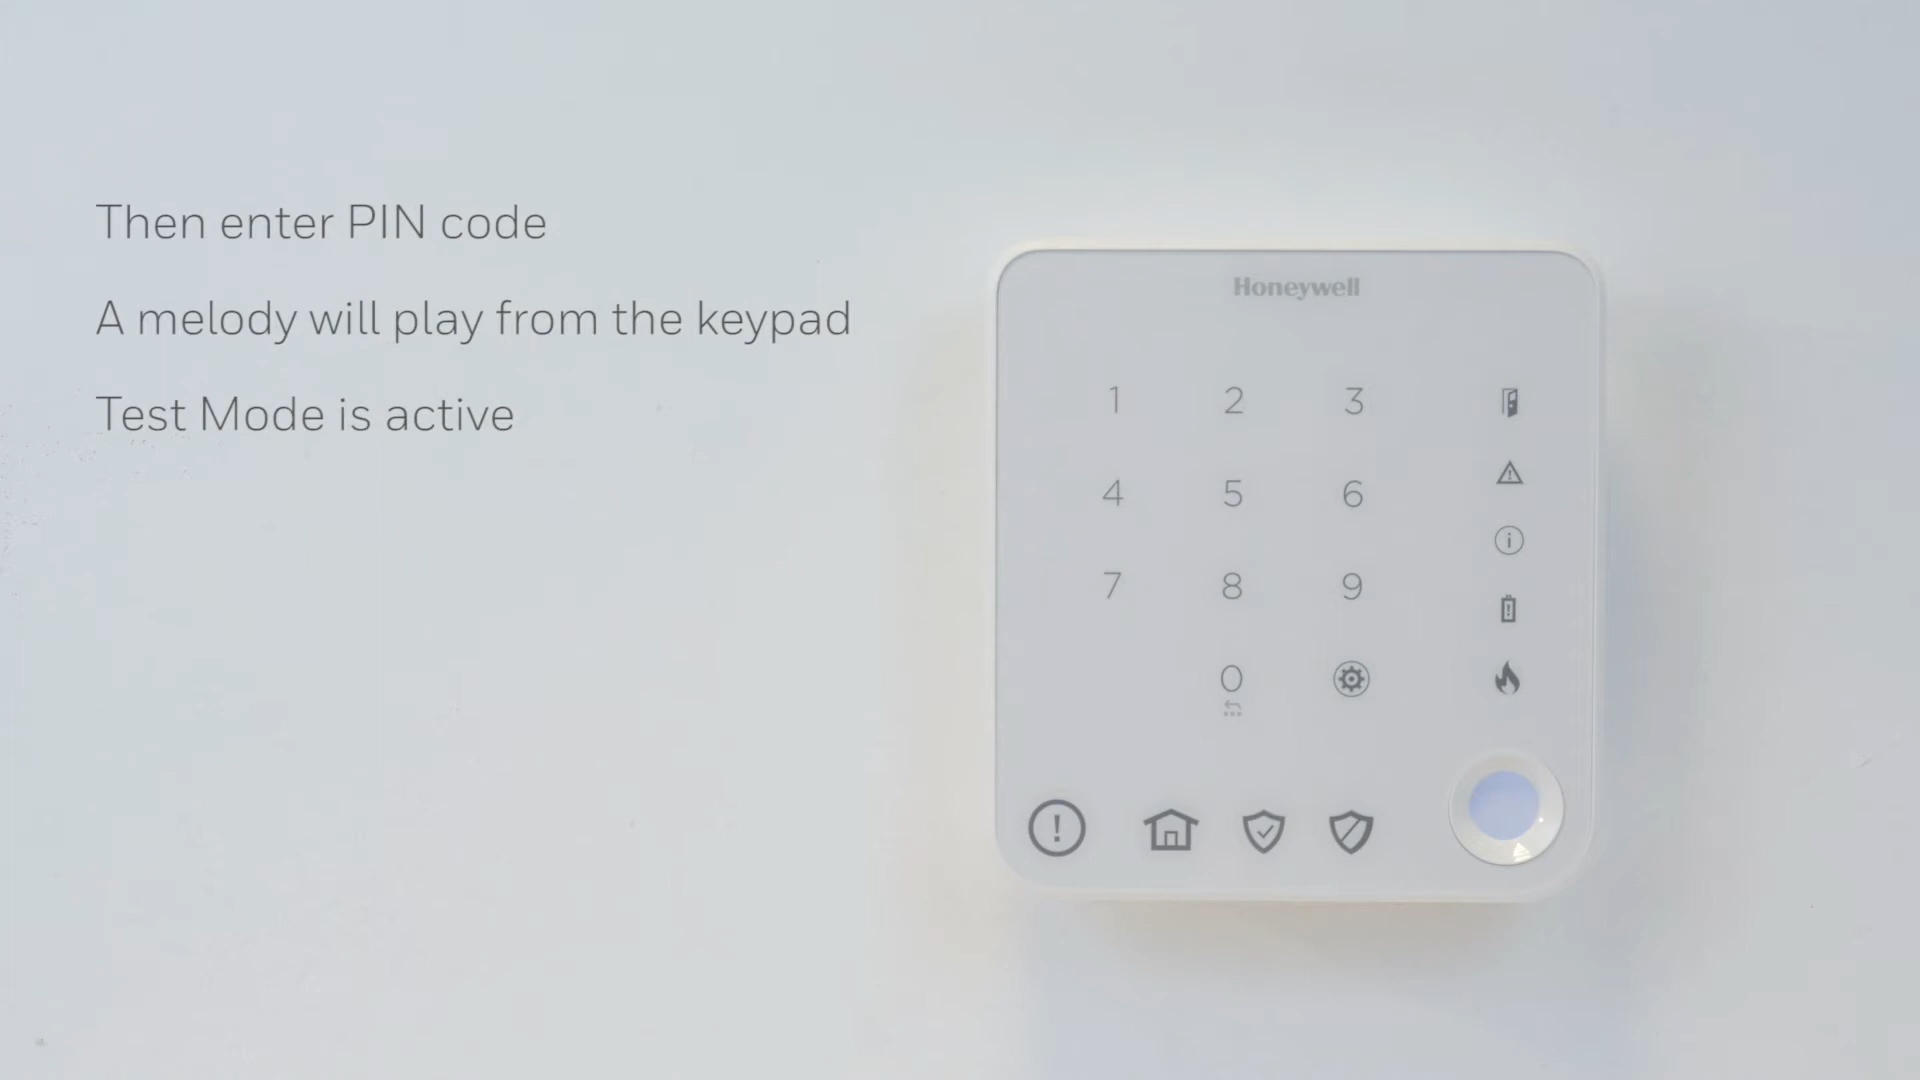 Then enter PIN code
A melody will play from the keypad
Test Mode is active
Honeywell
1 2 3
4 5 6
7 8 9
0